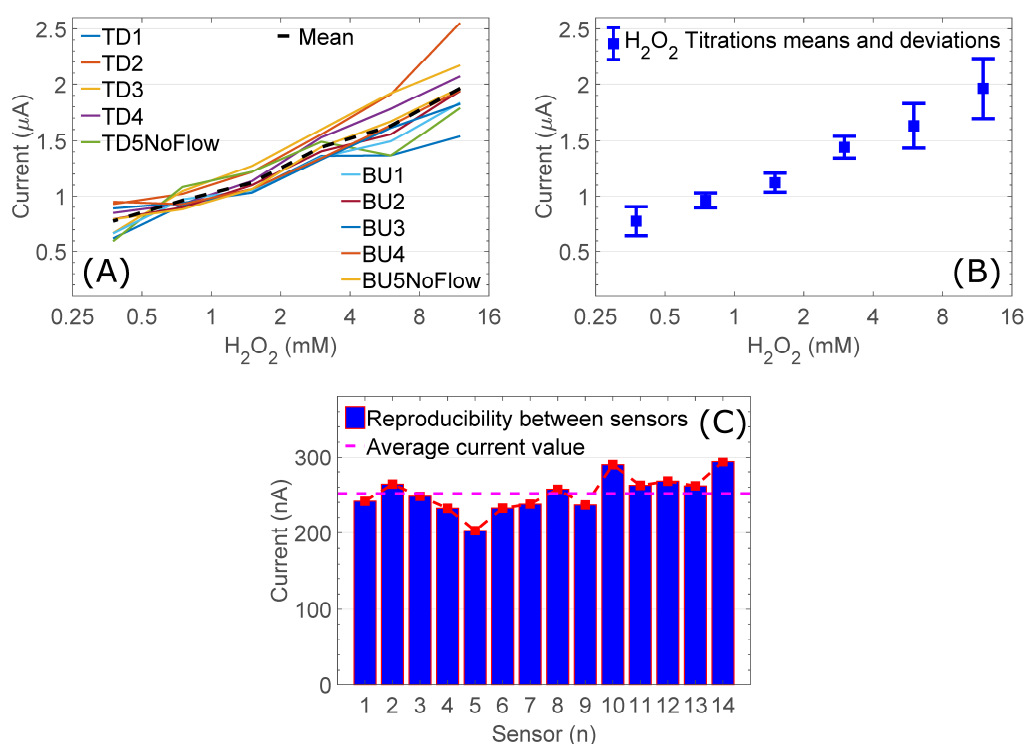 2.5
2
1.5
1
0.5
Current (μA)
TD1
TD2
TD3
TD4
TD5NoFlow
Mean
BU1
BU2
BU3
BU4
BU5NoFlow
(A)
0.25 0.5 1 2 4 8 16
H₂O₂ (mM)
2.5
2
1.5
1
0.5
Current (μA)
H₂O₂ Titrations means and deviations
(B)
0.25 0.5 1 2 4 8 16
H₂O₂ (mM)
Reproducibility between sensors
Average current value
(C)
300
200
100
0
Current (nA)
1 2 3 4 5 6 7 8 9 10 11 12 13 14
Sensor (n)